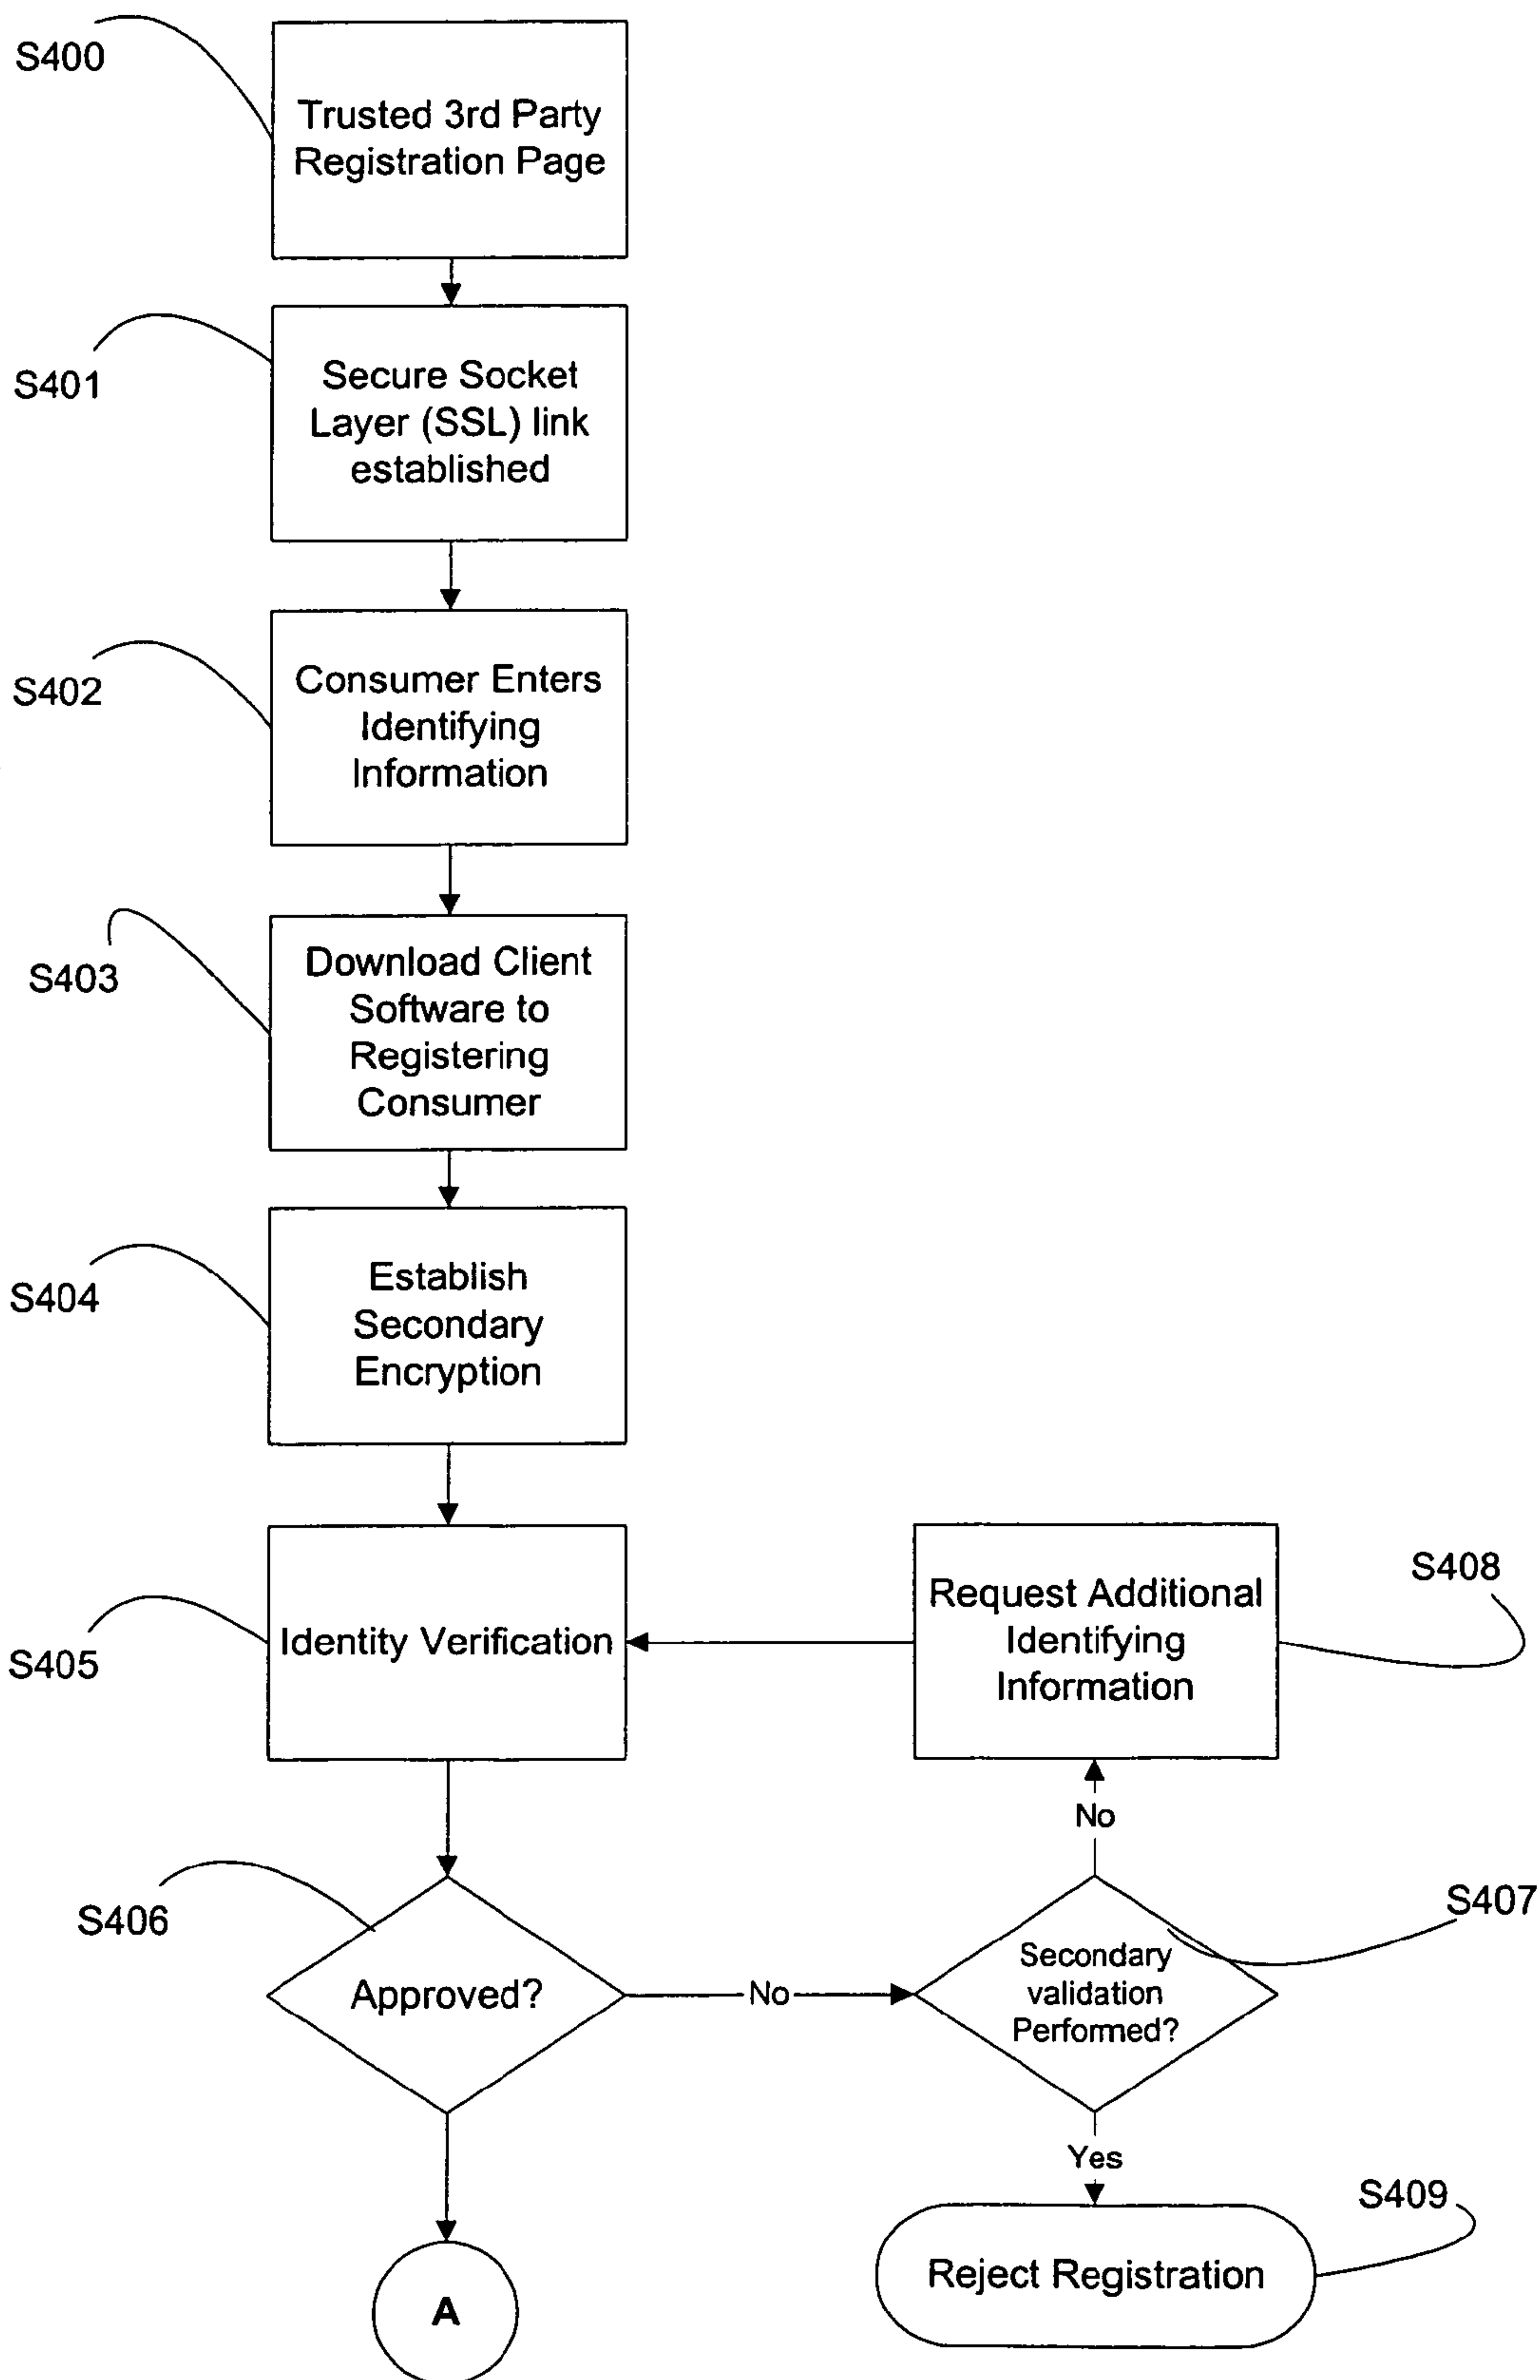 S400
Trusted 3rd Party
Registration Page
S401
Secure Socket
Layer (SSL) link
established
S402
Consumer Enters
Identifying
Information
S403
Download Client
Software to
Registering
Consumer
S404
Establish
Secondary
Encryption
S405
Identity Verification
Request Additional
Identifying
Information
S408
No
S406
Approved?
No
Secondary
validation
Performed?
S407
Yes
S409
Reject Registration
A